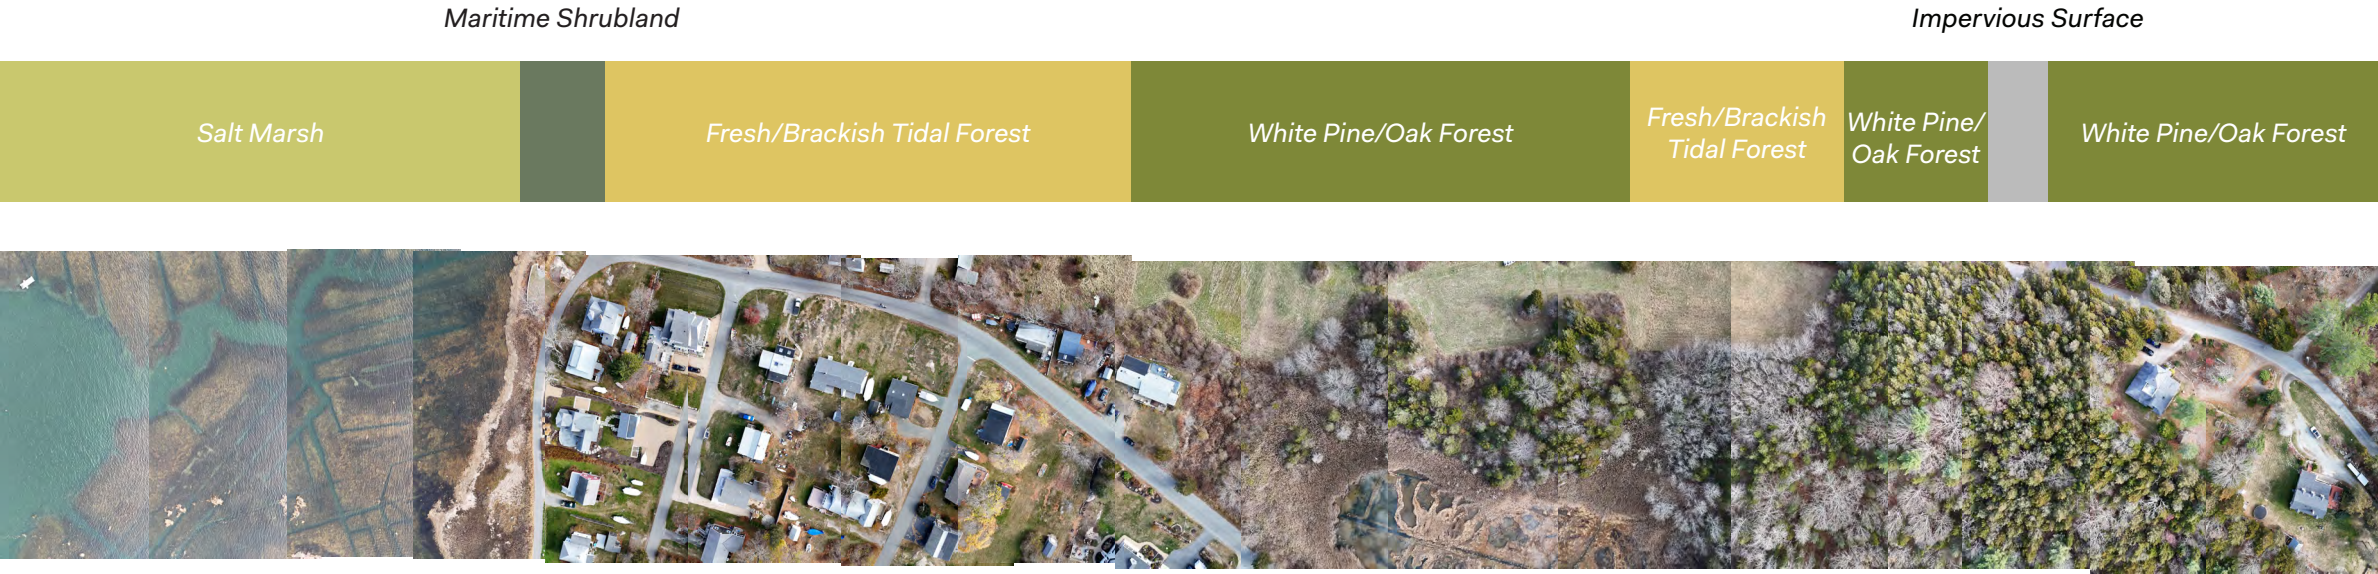 Maritime Shrubland
Impervious Surface
Salt Marsh
Fresh/Brackish Tidal Forest
White Pine/Oak Forest
Fresh/Brackish
Tidal Forest
White Pine/
Oak Forest
White Pine/Oak Forest